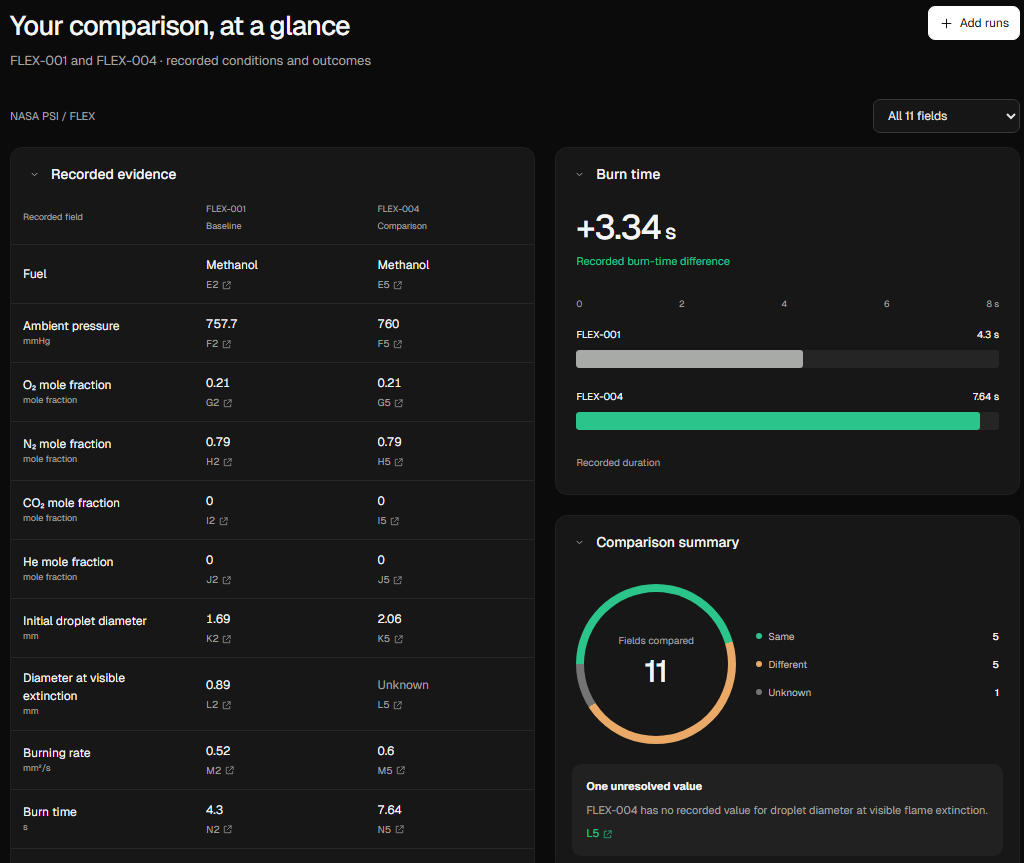 Your comparison, at a glance
Add runs
FLEX-001 and FLEX-004 · recorded conditions and outcomes
NASA PSI / FLEX
All 11 fields
Recorded evidence
Recorded field
FLEX-001
Baseline
FLEX-004
Comparison
Fuel
Methanol
E2
Methanol
E5
Ambient pressure
mmHg
757.7
F2
760
F5
O₂ mole fraction
mole fraction
0.21
G2
0.21
G5
N₂ mole fraction
mole fraction
0.79
H2
0.79
H5
CO₂ mole fraction
mole fraction
0
I2
0
I5
He mole fraction
mole fraction
0
J2
0
J5
Initial droplet diameter
mm
1.69
K2
2.06
K5
Diameter at visible
extinction
mm
0.89
L2
Unknown
L5
Burning rate
mm²/s
0.52
M2
0.6
M5
Burn time
s
4.3
N2
7.64
N5
Burn time
+3.34 s
Recorded burn-time difference
0 2 4 6 8 s
FLEX-001 4.3 s
FLEX-004 7.64 s
Recorded duration
Comparison summary
Fields compared
11
Same 5
Different 5
Unknown 1
One unresolved value
FLEX-004 has no recorded value for droplet diameter at visible flame extinction.
L5